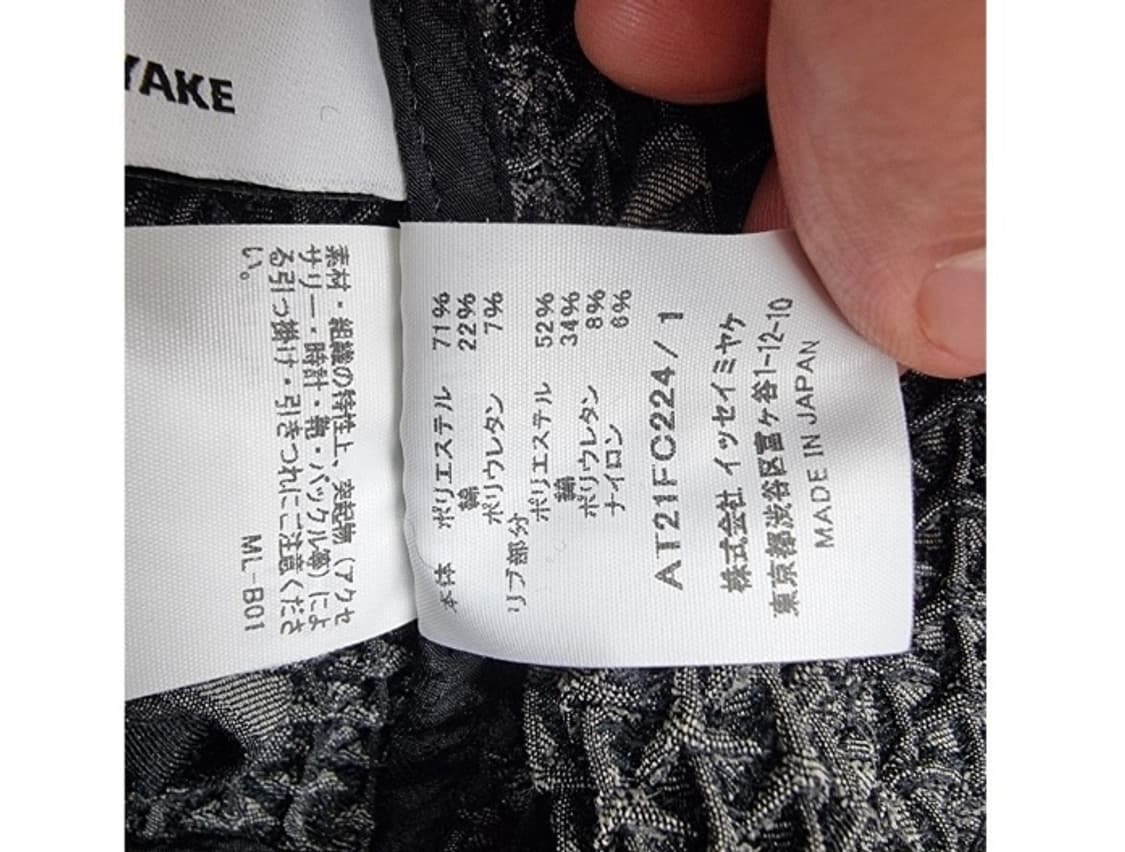 YAKE
素材・組織の特性上、突起物(アクセ
サリー・時計・鞄・バックル等)によ
る引っ掛け・引きつれにご注意くださ
い。
ML-B01
本体 ポリエステル 71%
綿 22%
ポリウレタン 7%
リブ部分
ポリエステル 52%
綿 34%
ポリウレタン 8%
ナイロン 6%
AT21FC224/1
株式会社 イッセイミヤケ
東京都渋谷区富ヶ谷1-12-10
MADE IN JAPAN